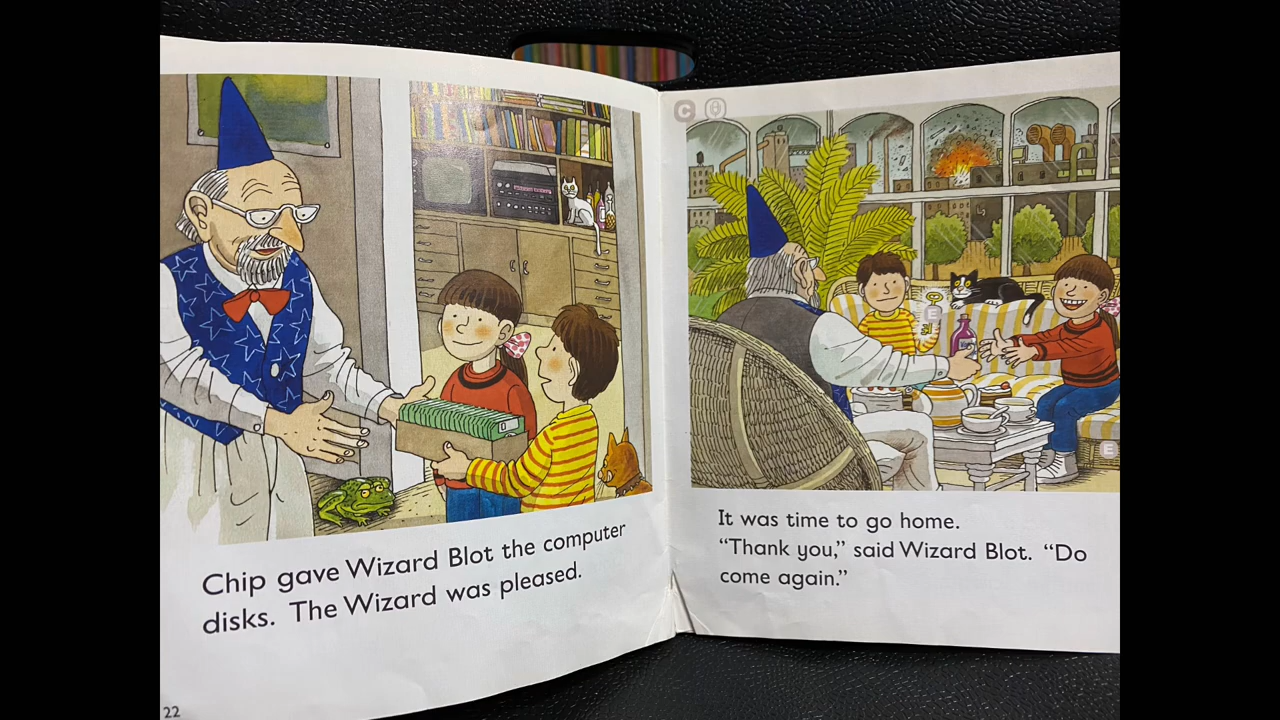 Chip gave Wizard Blot the computer
disks. The Wizard was pleased.
22
C
It was time to go home.
“Thank you,” said Wizard Blot. “Do
come again.”
E
E